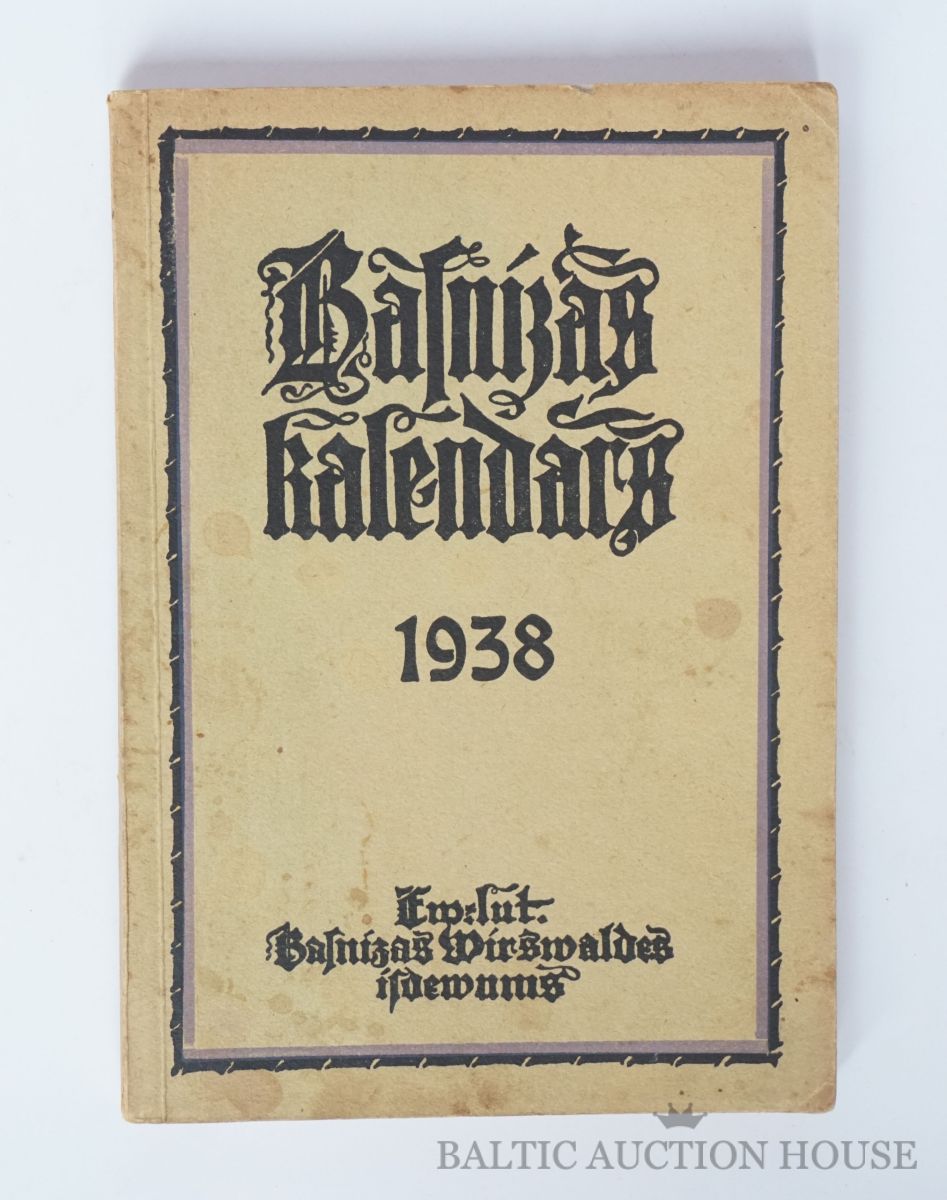 Baſnizas
kalendars
1938
Ew.-lut.
Baſnizas Wirswaldes
iſdewums
BALTIC AUCTION HOUSE